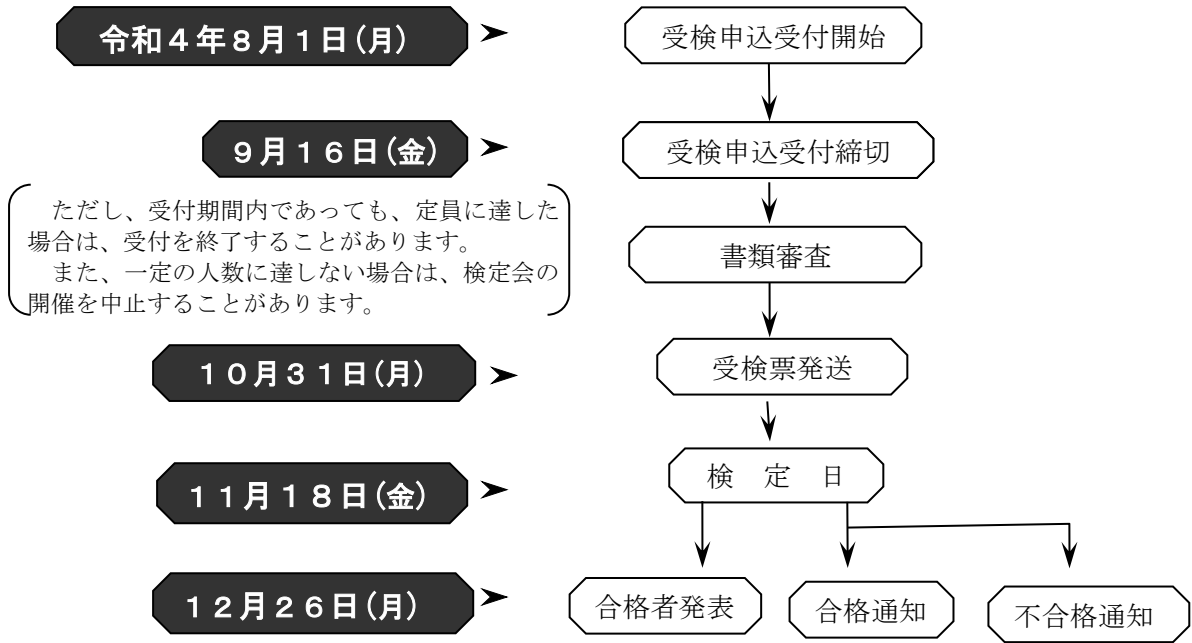 令和４年８月１日(月)
受検申込受付開始
９月１６日(金)
受検申込受付締切
ただし、受付期間内であっても、定員に達した
場合は、受付を終了することがあります。
また、一定の人数に達しない場合は、検定会の
開催を中止することがあります。
書類審査
１０月３１日(月)
受検票発送
１１月１８日(金)
検　定　日
１２月２６日(月)
合格者発表
合格通知
不合格通知